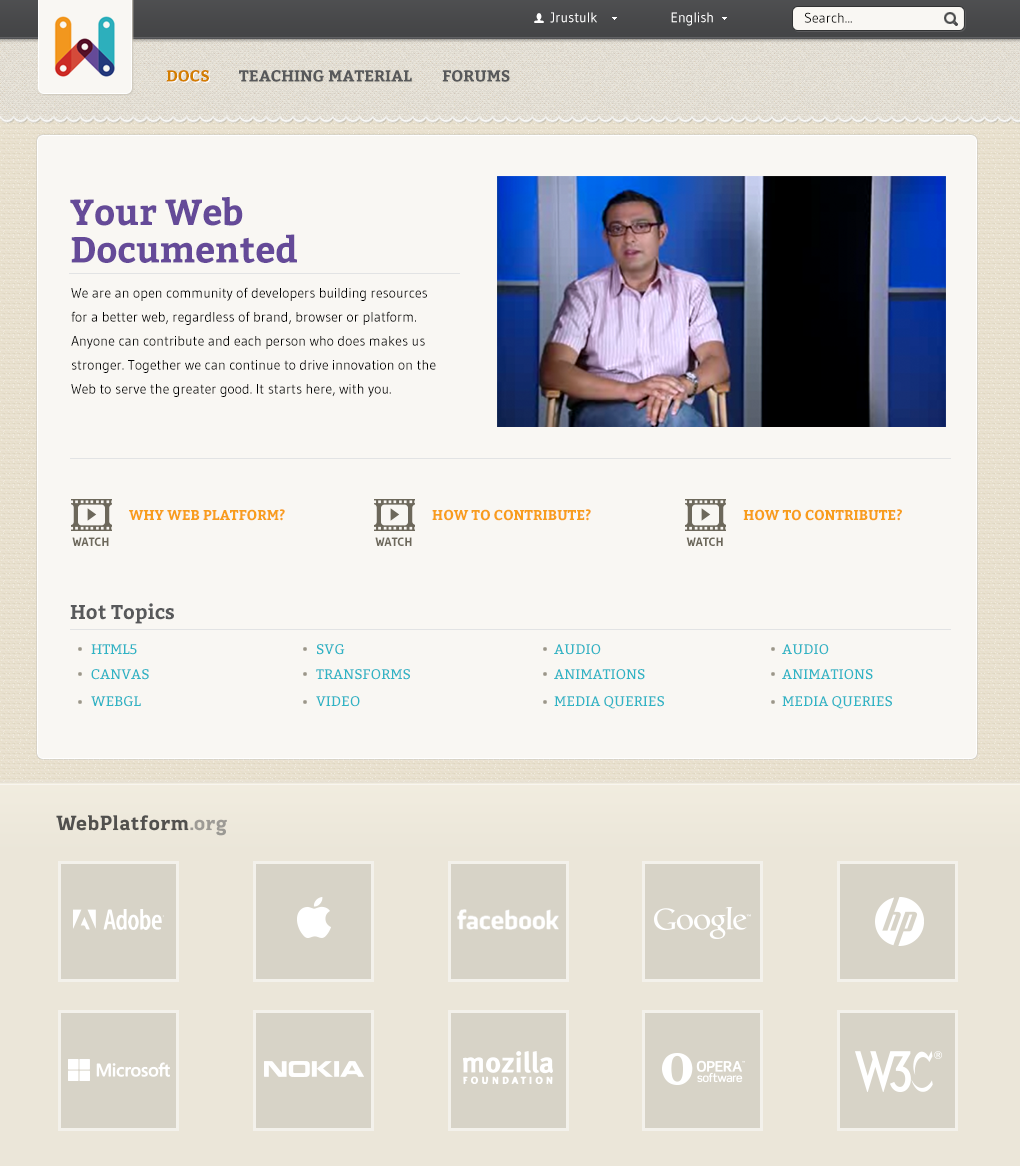 Jrustulk
English
Search...
DOCS TEACHING MATERIAL FORUMS
Your Web
Documented
We are an open community of developers building resources
for a better web, regardless of brand, browser or platform.
Anyone can contribute and each person who does makes us
stronger. Together we can continue to drive innovation on the
Web to serve the greater good. It starts here, with you.
WATCH
WHY WEB PLATFORM?
WATCH
HOW TO CONTRIBUTE?
WATCH
HOW TO CONTRIBUTE?
Hot Topics
HTML5
CANVAS
WEBGL
SVG
TRANSFORMS
VIDEO
AUDIO
ANIMATIONS
MEDIA QUERIES
AUDIO
ANIMATIONS
MEDIA QUERIES
WebPlatform.org
Adobe
facebook
Google™
hp
Microsoft
NOKIA
mozilla
FOUNDATION
OPERA™
software
W3C®